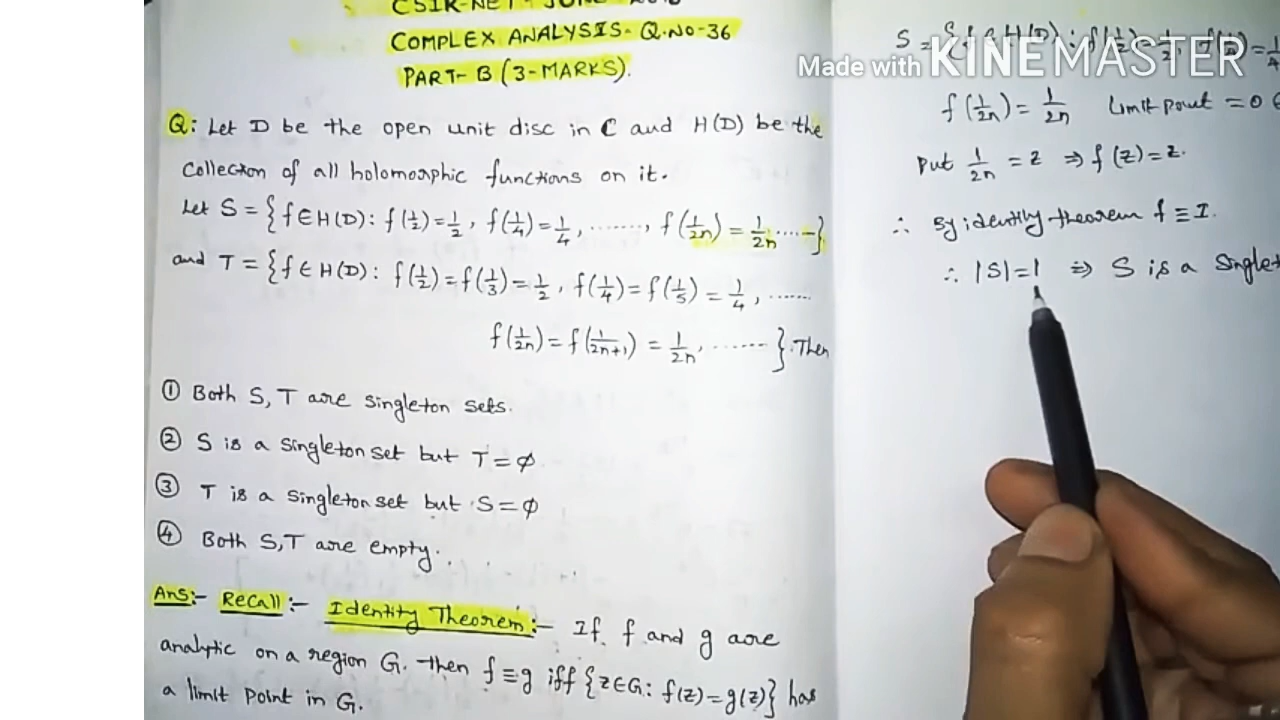 COMPLEX ANALYSIS- Q.NO-36
PART- B (3-MARKS).
Q: Let D be the open unit disc in C and H(D) be the
Collection of all holomorphic functions on it.
Let S = {f∈H(D): f(1/2)=1/2, f(1/4)=1/4, ........, f(1/2n)=1/2n ......}
and T = {f∈H(D): f(1/2)=f(1/3)=1/2, f(1/4)=f(1/5)=1/4, ......
f(1/2n)=f(1/2n+1)=1/2n, ....... }. Then
① Both S, T are singleton sets.
② S is a singleton set but T=φ
③ T is a singleton set but S=φ
④ Both S,T are empty.
Ans:- Recall:- Identity Theorem:- If f and g are
analytic on a region G. then f≡g iff {z∈G: f(z)=g(z)} has
a limit point in G.
Made with KINEMASTER
f(1/2n)=1/2n Limit point = 0
Put 1/2n = z ⇒ f(z)=z.
∴ By identity theorem f≡I.
∴ |S|=1 ⇒ S is a